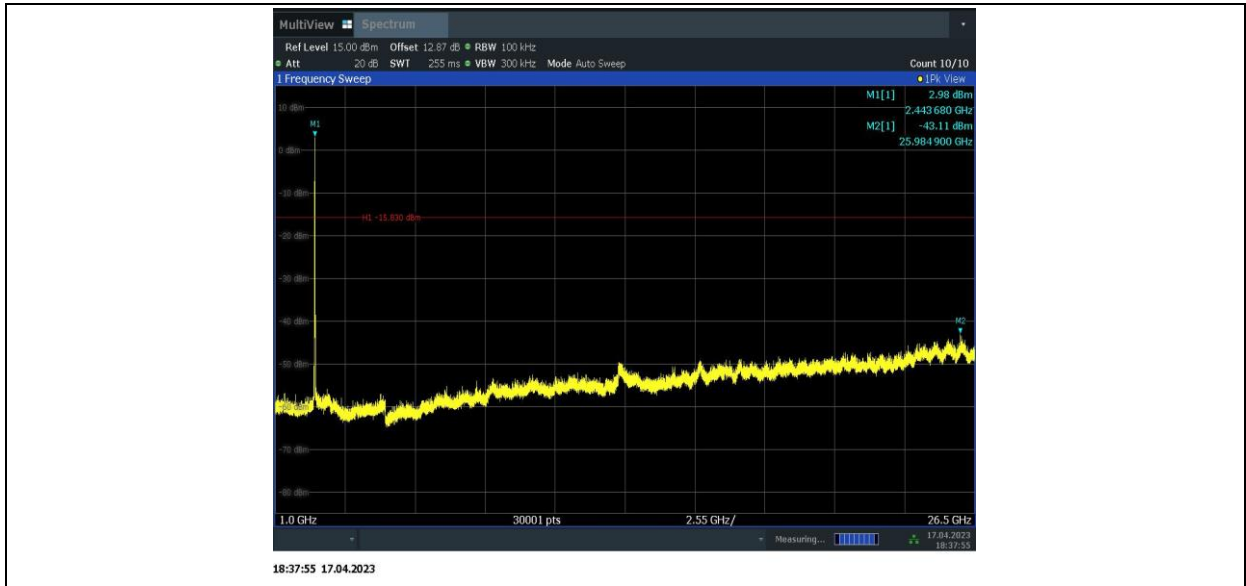 MultiView Spectrum
Ref Level 15.00 dBm Offset 12.87 dB RBW 100 kHz
Att 20 dB SWT 255 ms VBW 300 kHz Mode Auto Sweep Count 10/10
1 Frequency Sweep 1Pk View
M1[1] 2.98 dBm
10 dBm
2.443 680 GHz
M1
M2[1] -43.11 dBm
0 dBm
25.984 900 GHz
-10 dBm
H1 -15.830 dBm
-20 dBm
-30 dBm
-40 dBm
M2
-50 dBm
-60 dBm
-70 dBm
-80 dBm
1.0 GHz 30001 pts 2.55 GHz/ 26.5 GHz
Measuring... 17.04.2023
18:37:55
18:37:55 17.04.2023